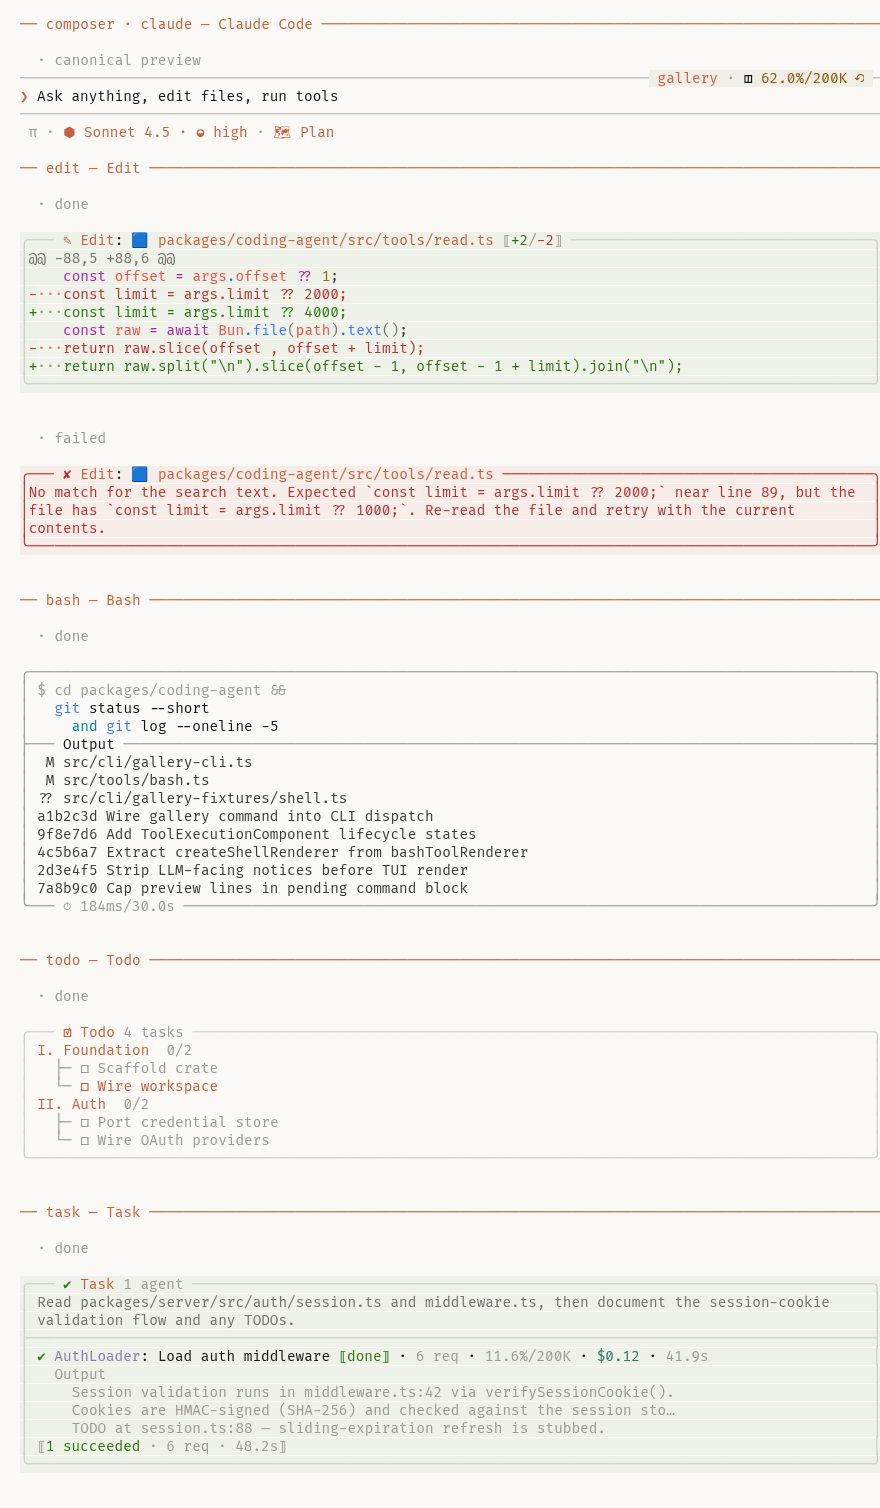 ── composer · claude — Claude Code ──
· canonical preview
gallery · ◫ 62.0%/200K ⟲
❯ Ask anything, edit files, run tools
π · ⬢ Sonnet 4.5 · ◒ high · 🗺 Plan
── edit — Edit ──
· done
✎ Edit: 🟦 packages/coding-agent/src/tools/read.ts ⟦+2/-2⟧
@@ -88,5 +88,6 @@
const offset = args.offset ?? 1;
-···const limit = args.limit ?? 2000;
+···const limit = args.limit ?? 4000;
const raw = await Bun.file(path).text();
-···return raw.slice(offset , offset + limit);
+···return raw.split("\n").slice(offset - 1, offset - 1 + limit).join("\n");
· failed
✘ Edit: 🟦 packages/coding-agent/src/tools/read.ts
No match for the search text. Expected `const limit = args.limit ?? 2000;` near line 89, but the
file has `const limit = args.limit ?? 1000;`. Re-read the file and retry with the current
contents.
── bash — Bash ──
· done
$ cd packages/coding-agent &&
git status --short
and git log --oneline -5
Output
M src/cli/gallery-cli.ts
M src/tools/bash.ts
?? src/cli/gallery-fixtures/shell.ts
a1b2c3d Wire gallery command into CLI dispatch
9f8e7d6 Add ToolExecutionComponent lifecycle states
4c5b6a7 Extract createShellRenderer from bashToolRenderer
2d3e4f5 Strip LLM-facing notices before TUI render
7a8b9c0 Cap preview lines in pending command block
⏱ 184ms/30.0s
── todo — Todo ──
· done
☑ Todo 4 tasks
I. Foundation  0/2
├─ ☐ Scaffold crate
└─ ☐ Wire workspace
II. Auth  0/2
├─ ☐ Port credential store
└─ ☐ Wire OAuth providers
── task — Task ──
· done
✔ Task 1 agent
Read packages/server/src/auth/session.ts and middleware.ts, then document the session-cookie
validation flow and any TODOs.
✔ AuthLoader: Load auth middleware ⟦done⟧ · 6 req · 11.6%/200K · $0.12 · 41.9s
Output
Session validation runs in middleware.ts:42 via verifySessionCookie().
Cookies are HMAC-signed (SHA-256) and checked against the session sto…
TODO at session.ts:88 — sliding-expiration refresh is stubbed.
⟦1 succeeded · 6 req · 48.2s⟧